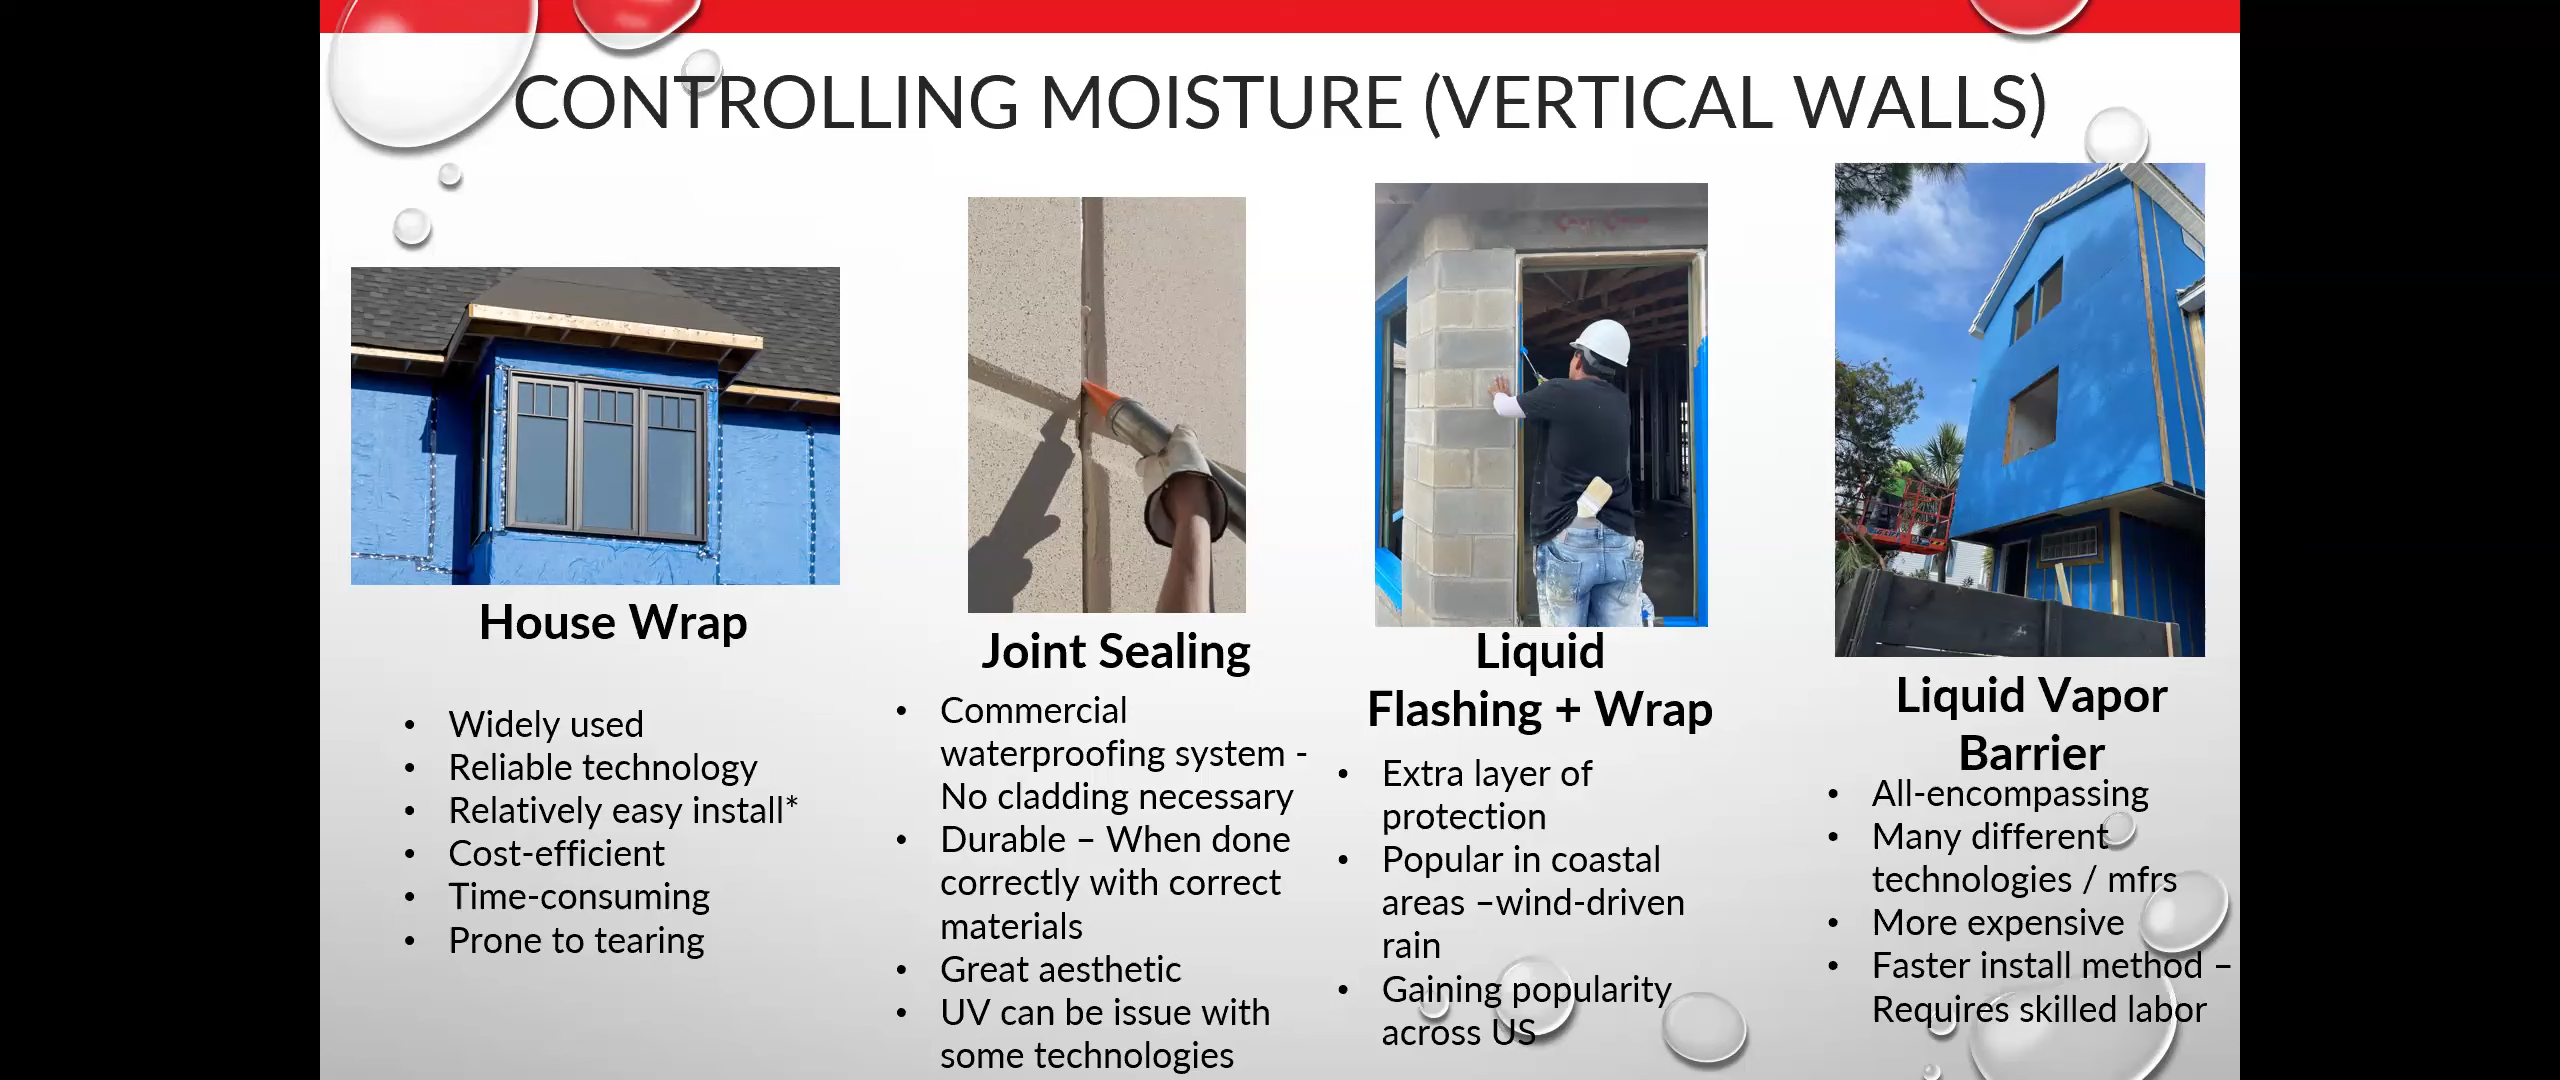 CONTROLLING MOISTURE (VERTICAL WALLS)
House Wrap
• Widely used
• Reliable technology
• Relatively easy install*
• Cost-efficient
• Time-consuming
• Prone to tearing
Joint Sealing
• Commercial
waterproofing system -
No cladding necessary
• Durable – When done
correctly with correct
materials
• Great aesthetic
• UV can be issue with
some technologies
Liquid
Flashing + Wrap
• Extra layer of
protection
• Popular in coastal
areas –wind-driven
rain
• Gaining popularity
across US
Liquid Vapor
Barrier
• All-encompassing
• Many different
technologies / mfrs
• More expensive
• Faster install method –
Requires skilled labor